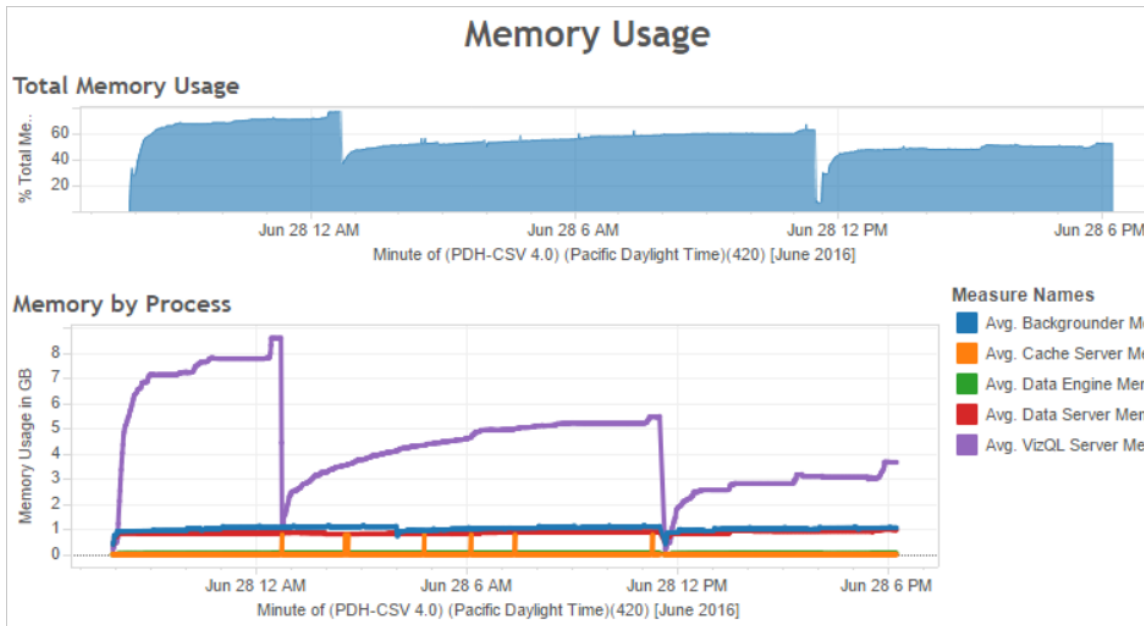 Memory Usage
Total Memory Usage
% Total Me..
60
40
20
Jun 28 12 AM
Jun 28 6 AM
Jun 28 12 PM
Jun 28 6 PM
Minute of (PDH-CSV 4.0) (Pacific Daylight Time)(420) [June 2016]
Memory by Process
Memory Usage in GB
8
7
6
5
4
3
2
1
0
Jun 28 12 AM
Jun 28 6 AM
Jun 28 12 PM
Jun 28 6 PM
Minute of (PDH-CSV 4.0) (Pacific Daylight Time)(420) [June 2016]
Measure Names
Avg. Backgrounder Me
Avg. Cache Server Me
Avg. Data Engine Mem
Avg. Data Server Mem
Avg. VizQL Server Me